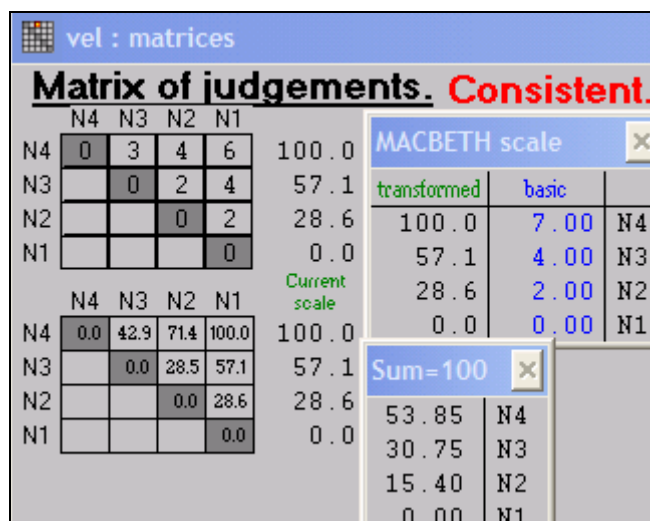 vel : matrices
Matrix of judgements. Consistent.
N4 N3 N2 N1
N4 0 3 4 6 100.0
N3 0 2 4 57.1
N2 0 2 28.6
N1 0 0.0
Current
scale
N4 N3 N2 N1
N4 0.0 42.9 71.4 100.0 100.0
N3 0.0 28.5 57.1 57.1
N2 0.0 28.6 28.6
N1 0.0 0.0
MACBETH scale
transformed basic
100.0 7.00 N4
57.1 4.00 N3
28.6 2.00 N2
0.0 0.00 N1
Sum=100
53.85 N4
30.75 N3
15.40 N2
0.00 N1